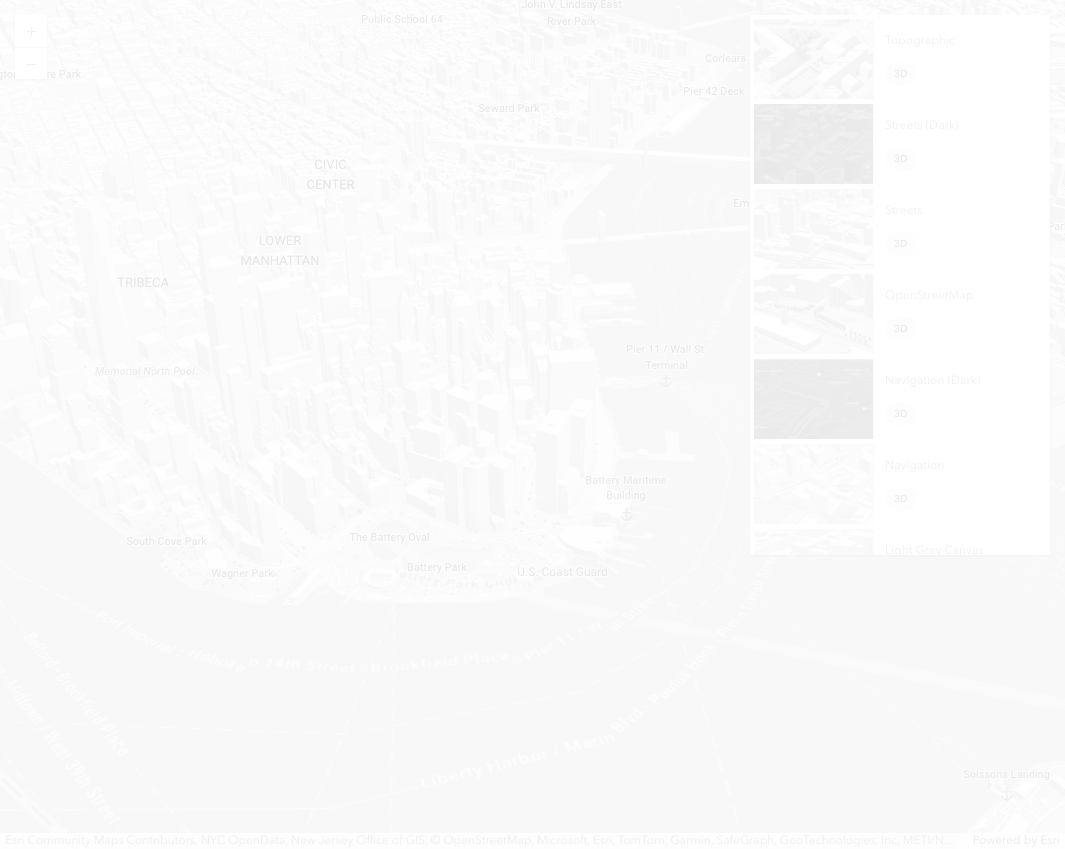 John V. Lindsay East
River Park
Public School 64
Corlears
re Park
Pier 42 Deck
Seward Park
CIVIC
CENTER
Em
LOWER
MANHATTAN
TRIBECA
Pier 11 / Wall St
Terminal
Memorial North Pool
Battery Maritime
Building
South Cove Park
The Battery Oval
Battery Park
U.S. Coast Guard
Wagner Park
Liberty Harbor / Marin Blvd
Soissons Landing
+
–
Topographic
3D
Streets (Dark)
3D
Streets
3D
OpenStreetMap
3D
Navigation (Dark)
3D
Navigation
3D
Light Gray Canvas
Par
Esri Community Maps Contributors, NYC OpenData, New Jersey Office of GIS, © OpenStreetMap, Microsoft, Esri, TomTom, Garmin, SafeGraph, GeoTechnologies, Inc, METI/N...
Powered by Esri